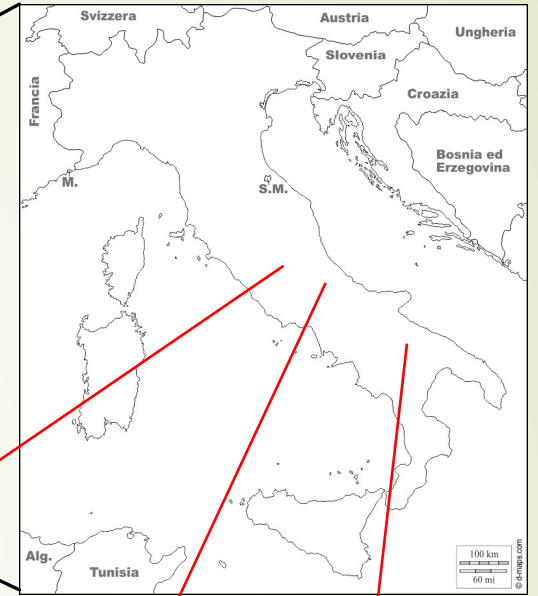 Svizzera
Austria
Ungheria
Slovenia
Francia
Croazia
Bosnia ed
Erzegovina
M.
S.M.
Alg.
Tunisia
100 km
60 mi
© d-maps.com